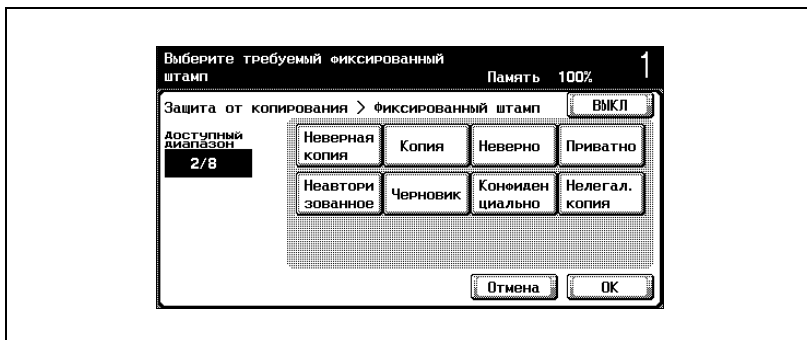 Выберите требуемый фиксированный
штамп Память 100% 1
Защита от копирования > Фиксированный штамп ВЫКЛ
Доступный
диапазон
2/8
Неверная
копия
Копия
Неверно
Приватно
Неавтори
зованное
Черновик
Конфиден
циально
Нелегал.
копия
Отмена OK